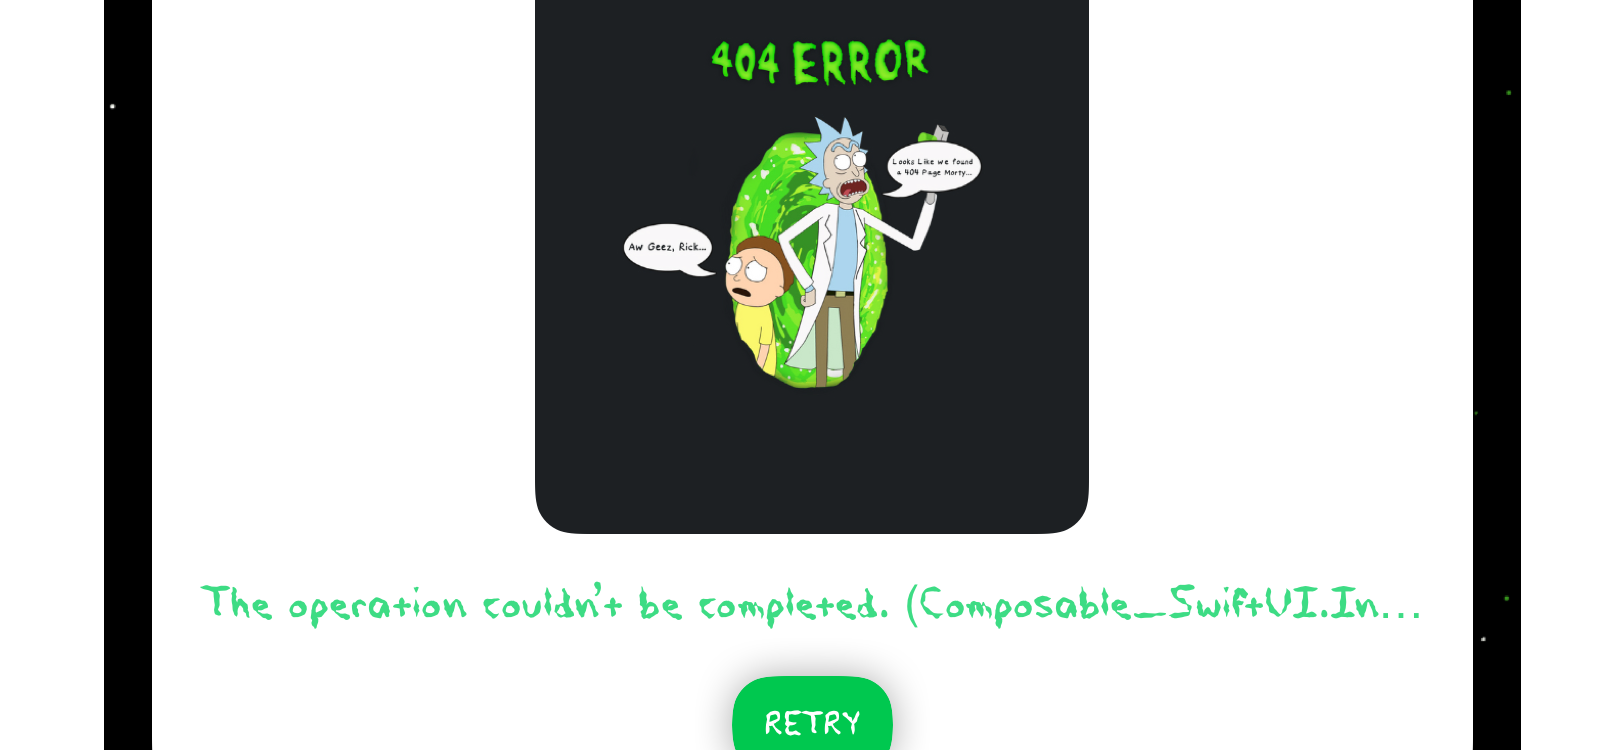 404 ERROR
Looks Like we found
a 404 Page Morty...
Aw Geez, Rick...
The operation couldn't be completed. (Composable_SwiftUI.In...
RETRY